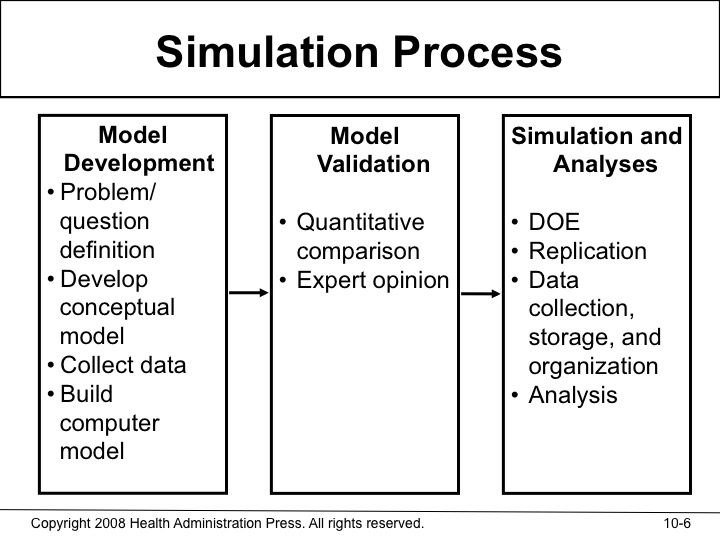 Simulation Process
Model
Development
• Problem/
question
definition
• Develop
conceptual
model
• Collect data
• Build
computer
model
Model
Validation
• Quantitative
comparison
• Expert opinion
Simulation and
Analyses
• DOE
• Replication
• Data
collection,
storage, and
organization
• Analysis
Copyright 2008 Health Administration Press. All rights reserved.
10-6